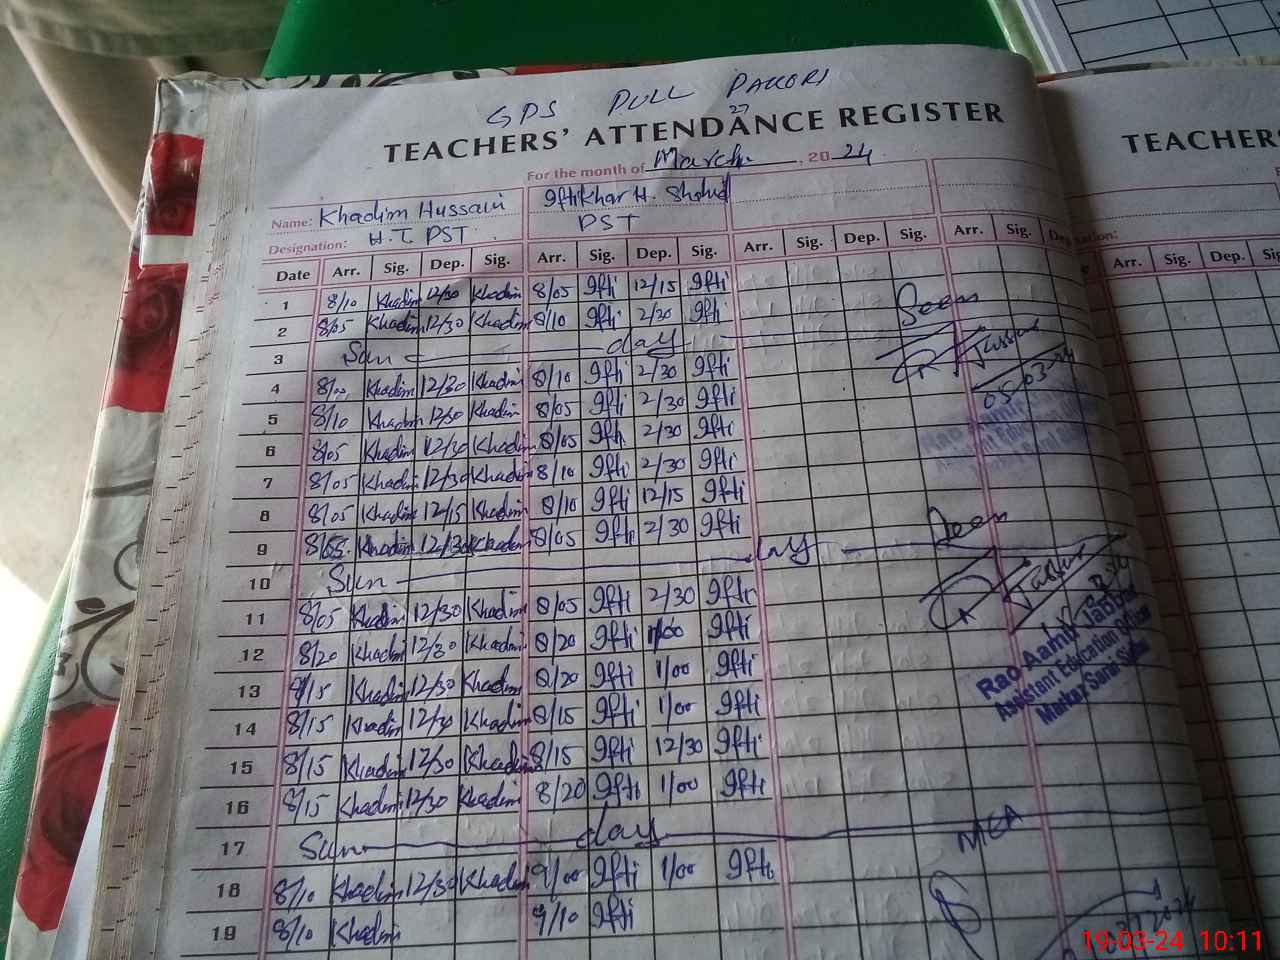 GPS PULL PAKORI
27
TEACHERS' ATTENDANCE REGISTER
TEACHERS
For the month of March, 2024
Name: Khadim Hussain Iftikhar H. Shahid
Designation: H.T. PST PST
Date Arr. Sig. Dep. Sig. Arr. Sig. Dep. Sig. Arr. Sig. Dep. Sig. Arr. Sig. Dep. Arr. Sig. Dep. Sig
1 8/10 Khadim 12/30 Khadim 8/05 Ifti 12/15 Ifti
2 8/05 Khadim 12/30 Khadim 8/10 Ifti 2/30 Ifti
Seen
3 Sun day
4 8/00 Khadim 12/30 Khadim 8/10 Ifti 2/30 Ifti
05-03-24
5 8/10 Khadim 12/30 Khadim 8/05 Ifti 2/30 Ifti
6 8/05 Khadim 12/30 Khadim 8/05 Ifti 2/30 Ifti
7 8/05 Khadim 12/30 Khadim 8/10 Ifti 2/30 Ifti
8 8/05 Khadim 12/15 Khadim 8/10 Ifti 12/15 Ifti
9 8/05 Khadim 12/30 Khadim 8/05 Ifti 2/30 Ifti
Seen
10 Sun day
11 8/05 Khadim 12/30 Khadim 8/05 Ifti 2/30 Ifti
12 8/20 Khadim 12/30 Khadim 8/20 Ifti 1/00 Ifti
Rao Aamir Jabbar
Assistant Education Officer
Markaz Sarai Sidhu
13 8/15 Khadim 12/30 Khadim 8/20 Ifti 1/00 Ifti
14 8/15 Khadim 12/30 Khadim 8/15 Ifti 1/00 Ifti
15 8/15 Khadim 12/30 Khadim 8/15 Ifti 12/30 Ifti
16 8/15 Khadim 12/30 Khadim 8/20 Ifti 1/00 Ifti
17 Sun day
MEA
18 8/10 Khadim 12/30 Khadim 9/00 Ifti 1/00 Ifti
19 8/10 Khadim 9/10 Ifti
19-03-24 10:11